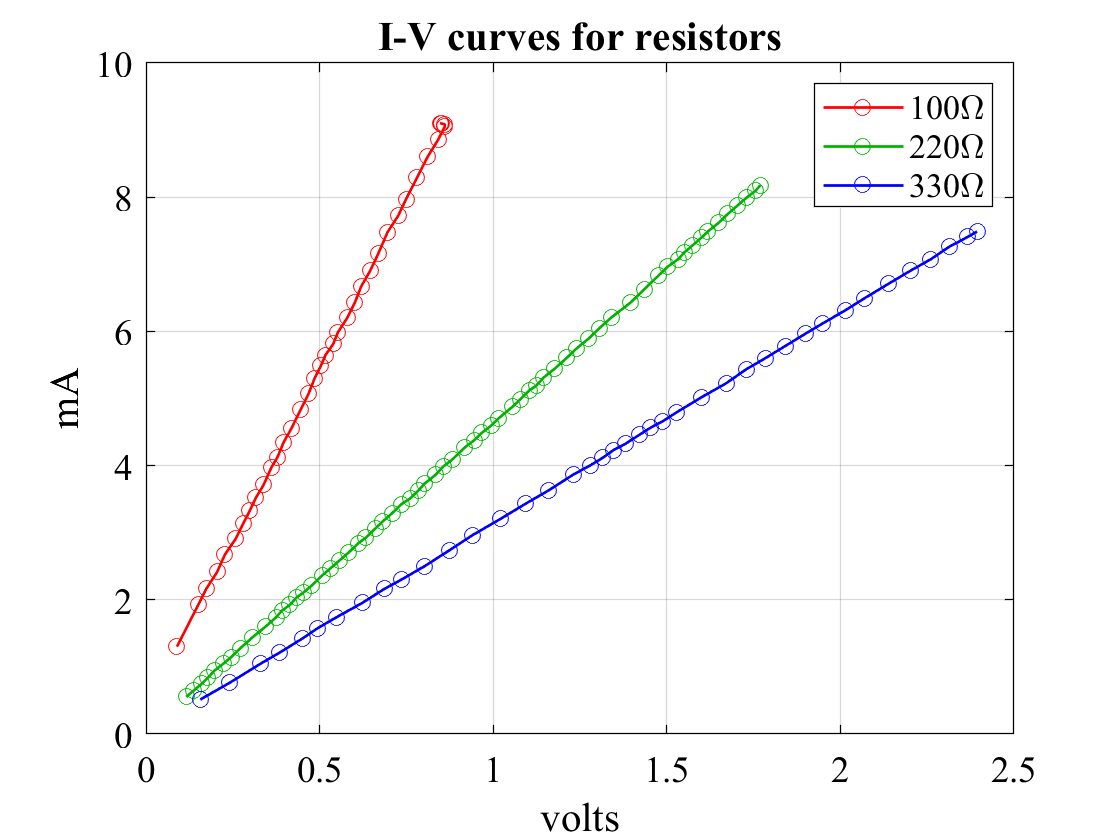 I-V curves for resistors
10
8
6
4
2
0
mA
100Ω
220Ω
330Ω
0 0.5 1 1.5 2 2.5
volts